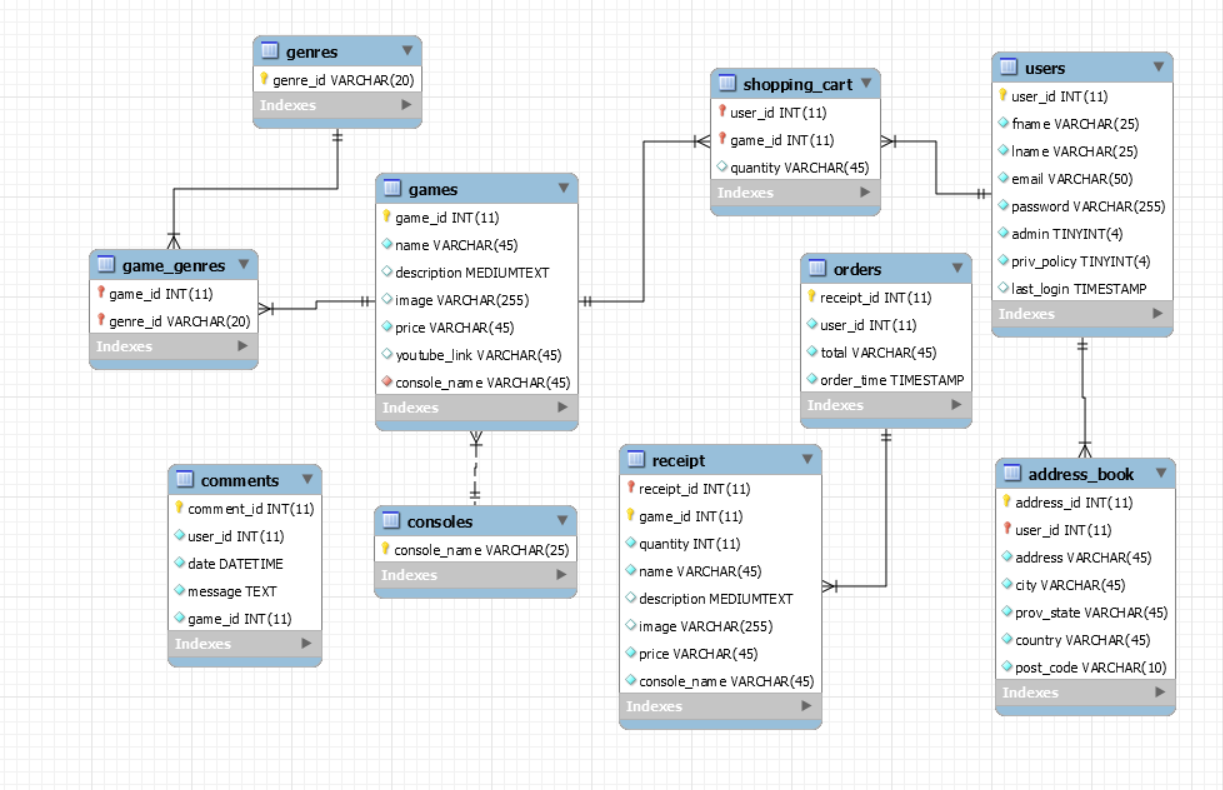 genres
genre_id VARCHAR(20)
Indexes
shopping_cart
user_id INT(11)
game_id INT(11)
quantity VARCHAR(45)
Indexes
users
user_id INT(11)
fname VARCHAR(25)
lname VARCHAR(25)
email VARCHAR(50)
password VARCHAR(255)
admin TINYINT(4)
priv_policy TINYINT(4)
last_login TIMESTAMP
Indexes
games
game_id INT(11)
name VARCHAR(45)
description MEDIUMTEXT
image VARCHAR(255)
price VARCHAR(45)
youtube_link VARCHAR(45)
console_name VARCHAR(45)
Indexes
game_genres
game_id INT(11)
genre_id VARCHAR(20)
Indexes
orders
receipt_id INT(11)
user_id INT(11)
total VARCHAR(45)
order_time TIMESTAMP
Indexes
receipt
receipt_id INT(11)
game_id INT(11)
quantity INT(11)
name VARCHAR(45)
description MEDIUMTEXT
image VARCHAR(255)
price VARCHAR(45)
console_name VARCHAR(45)
Indexes
address_book
address_id INT(11)
user_id INT(11)
address VARCHAR(45)
city VARCHAR(45)
prov_state VARCHAR(45)
country VARCHAR(45)
post_code VARCHAR(10)
Indexes
comments
comment_id INT(11)
user_id INT(11)
date DATETIME
message TEXT
game_id INT(11)
Indexes
consoles
console_name VARCHAR(25)
Indexes